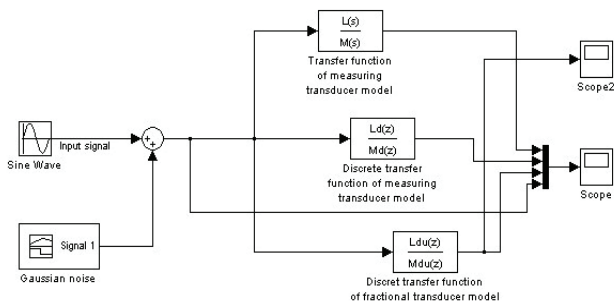 L(s)
M(s)
Transfer function
of measuring
transducer model
Scope2
Ld(z)
Md(z)
Input signal
Sine Wave
+
+
Discrete transfer
function of measuring
transducer model
Scope
Signal 1
Gaussian noise
Ldu(z)
Mdu(z)
Discret transfer function
of fractional transducer model